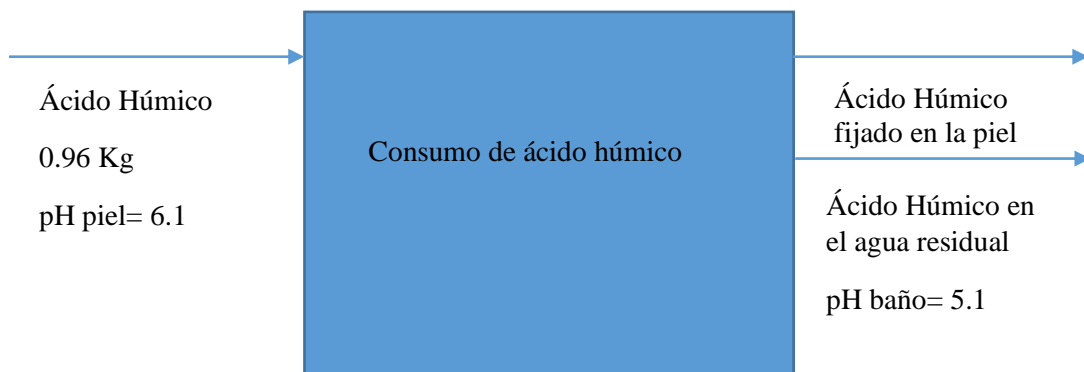 Ácido Húmico
0.96 Kg
pH piel= 6.1
Consumo de ácido húmico
Ácido Húmico
fijado en la piel
Ácido Húmico en
el agua residual
pH baño= 5.1